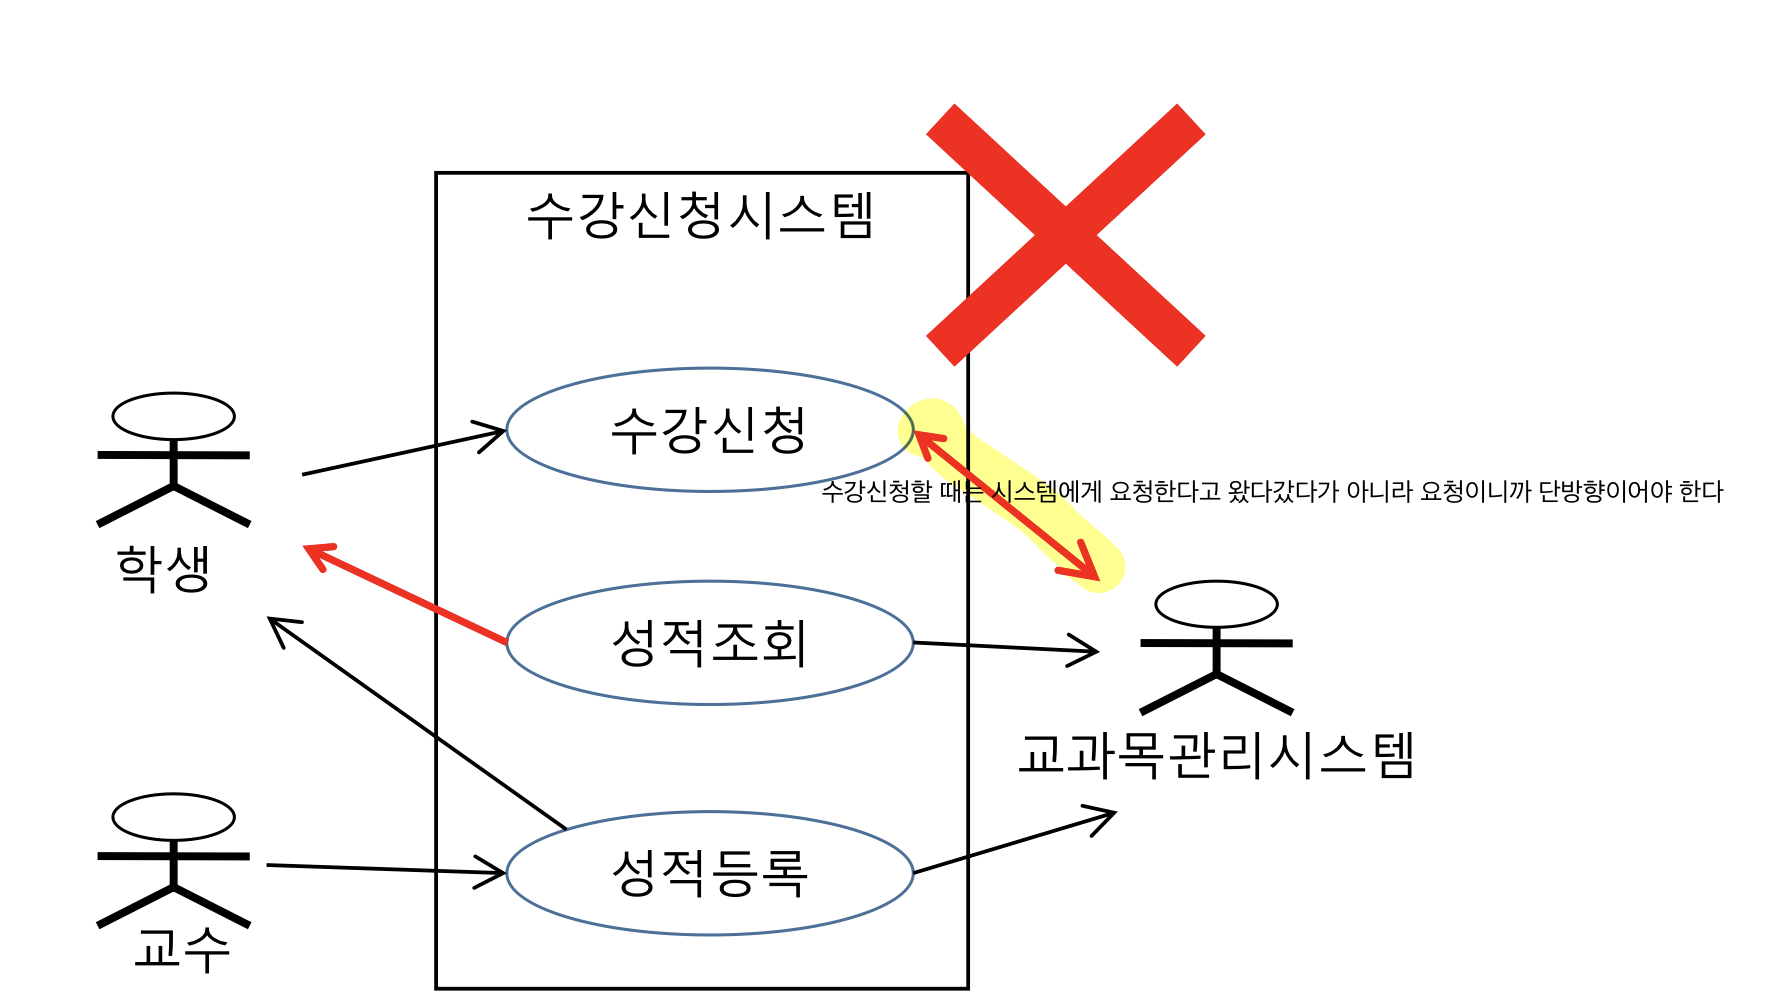 수강신청시스템
수강신청
수강신청할 때는 시스템에게 요청한다고 왔다갔다가 아니라 요청이니까 단방향이어야 한다
학생
성적조회
교과목관리시스템
성적등록
교수